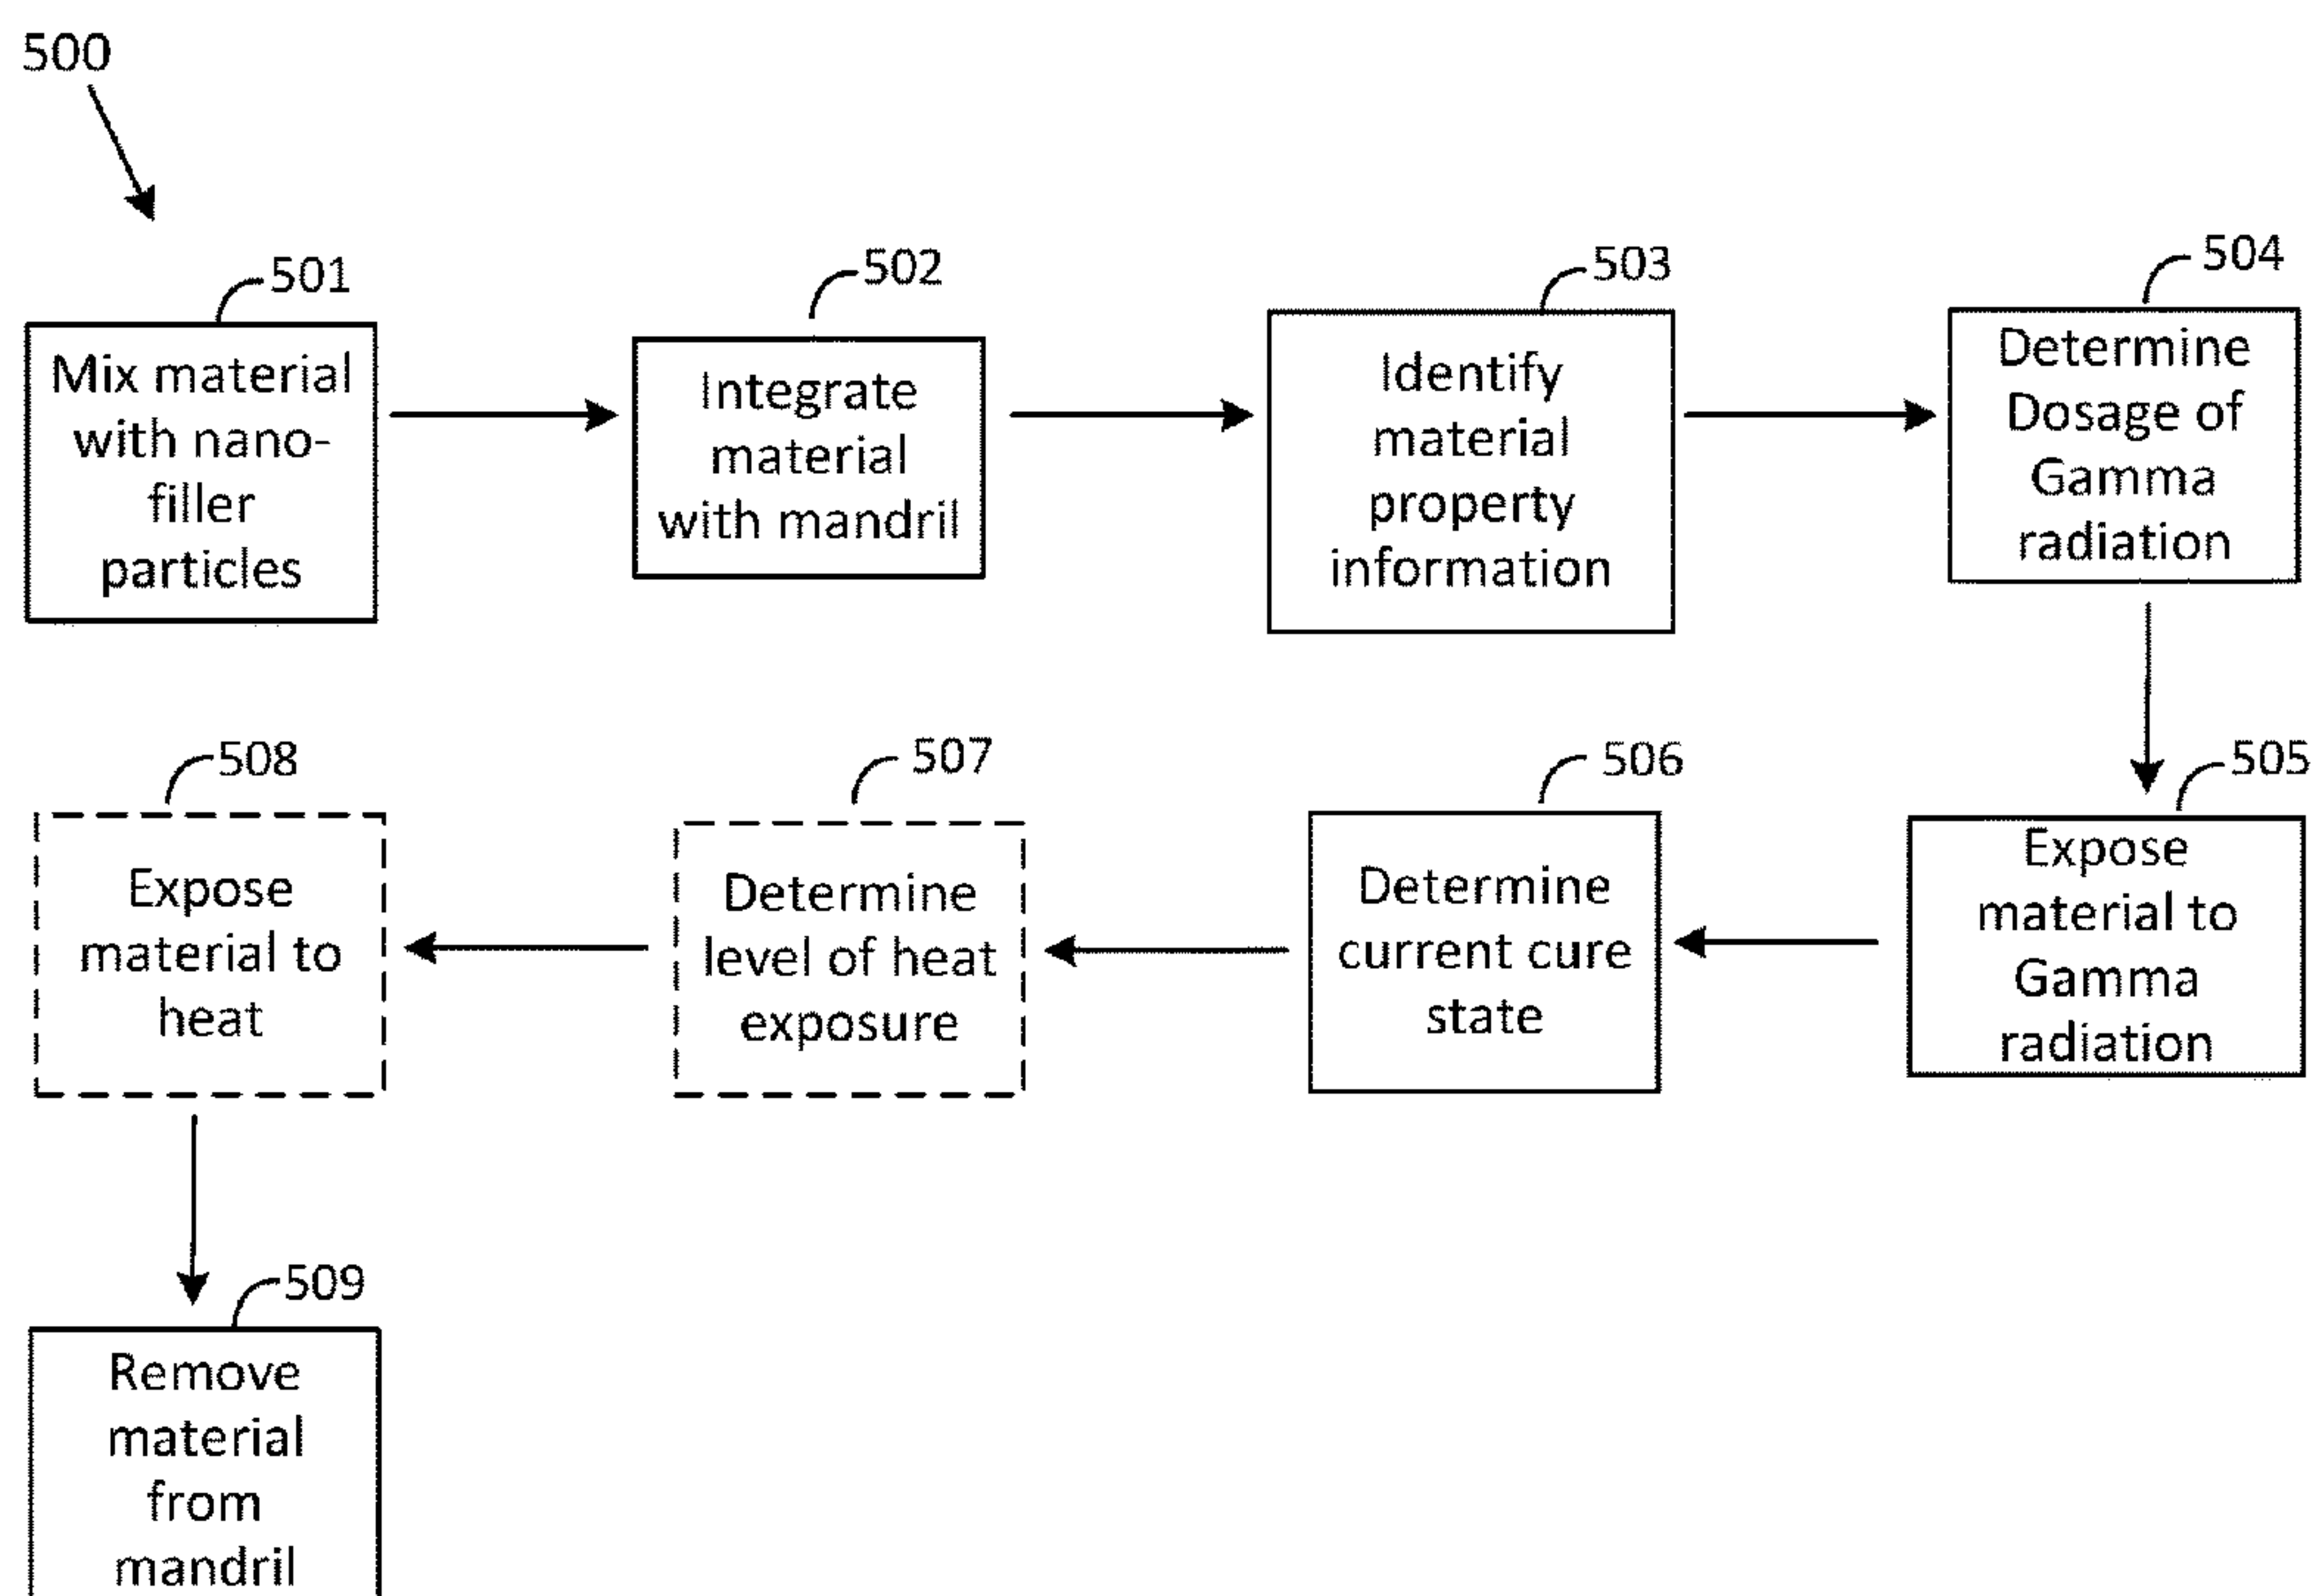 500
501
Mix material
with nano-
filler
particles
502
Integrate
material
with mandril
503
Identify
material
property
information
504
Determine
Dosage of
Gamma
radiation
505
Expose
material to
Gamma
radiation
506
Determine
current cure
state
507
Determine
level of heat
exposure
508
Expose
material to
heat
509
Remove
material
from
mandril